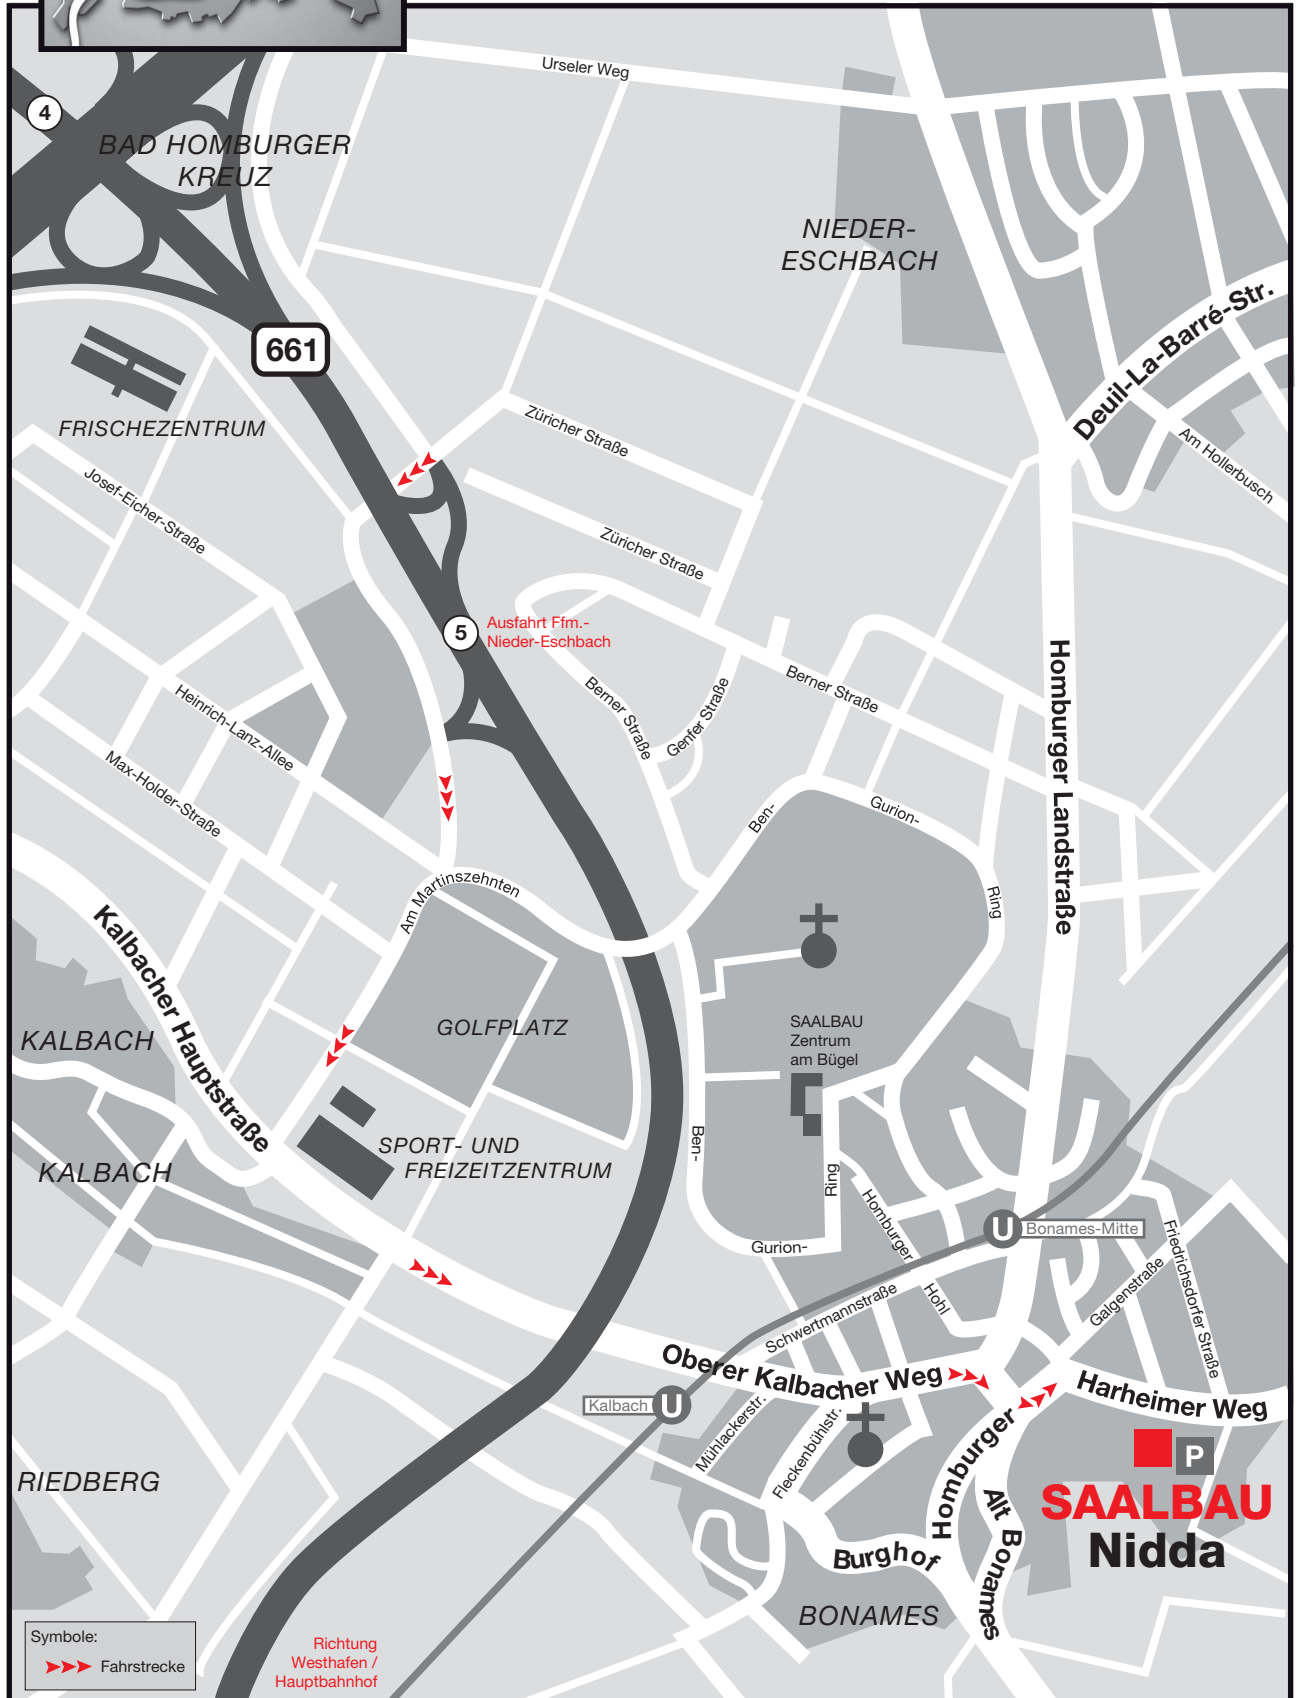 Urseler Weg
4
BAD HOMBURGER
KREUZ
NIEDER-
ESCHBACH
Deuil-La-Barré-Str.
661
FRISCHEZENTRUM
Züricher Straße
Am Hollerbusch
Josef-Eicher-Straße
Züricher Straße
5
Ausfahrt Ffm.-
Nieder-Eschbach
Homburger Landstraße
Berner Straße
Genfer Straße
Berner Straße
Heinrich-Lanz-Allee
Max-Holder-Straße
Ben-
Gurion-
Ring
Am Martinszehnten
Kalbacher Hauptstraße
KALBACH
GOLFPLATZ
SAALBAU
Zentrum
am Bügel
SPORT- UND
FREIZEITZENTRUM
KALBACH
Ben-
Ring
Gurion-
Homburger
Hohl
U
Bonames-Mitte
Friedrichsdorfer Straße
Galgenstraße
Schwertmannstraße
Oberer Kalbacher Weg
Harheimer Weg
Kalbach
U
Mühlackerstr.
Fleckenbühlstr.
Homburger
P
SAALBAU
Nidda
RIEDBERG
Alt Bonames
Burghof
BONAMES
Symbole:
Fahrstrecke
Richtung
Westhafen /
Hauptbahnhof